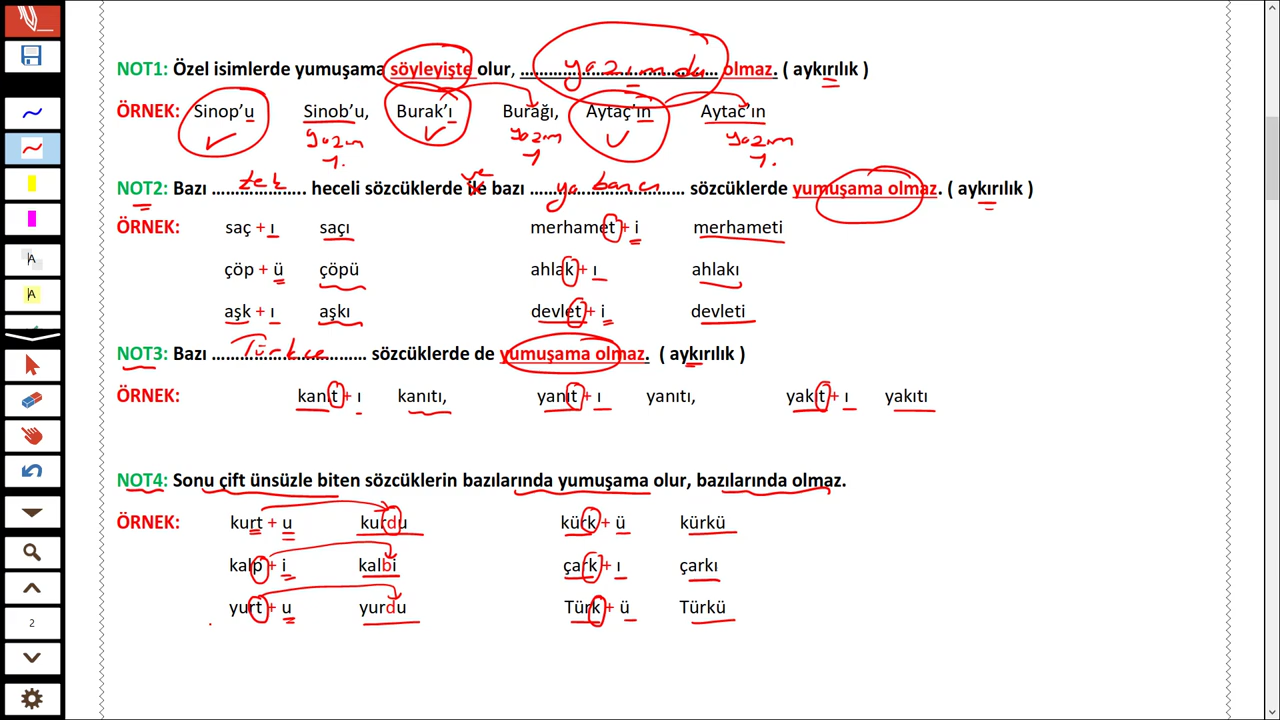 NOT1: Özel isimlerde yumuşama söyleyişte olur, yazımda olmaz. ( aykırılık )
ÖRNEK: Sinop’u Sinob’u, Burak’ı Burağı, Aytaç’ın Aytac’ın
yazım yazım yazım
NOT2: Bazı tek heceli sözcüklerde ile ve bazı yabancı sözcüklerde yumuşama olmaz. ( aykırılık )
ÖRNEK: saç + ı saçı merhamet + i merhameti
çöp + ü çöpü ahlak + ı ahlakı
aşk + ı aşkı devlet + i devleti
NOT3: Bazı Türkçe sözcüklerde de yumuşama olmaz. ( aykırılık )
ÖRNEK: kanıt + ı kanıtı, yanıt + ı yanıtı, yakıt + ı yakıtı
NOT4: Sonu çift ünsüzle biten sözcüklerin bazılarında yumuşama olur, bazılarında olmaz.
ÖRNEK: kurt + u kurdu kürk + ü kürkü
kalp + i kalbi çark + ı çarkı
yurt + u yurdu Türk + ü Türkü
A
A
2